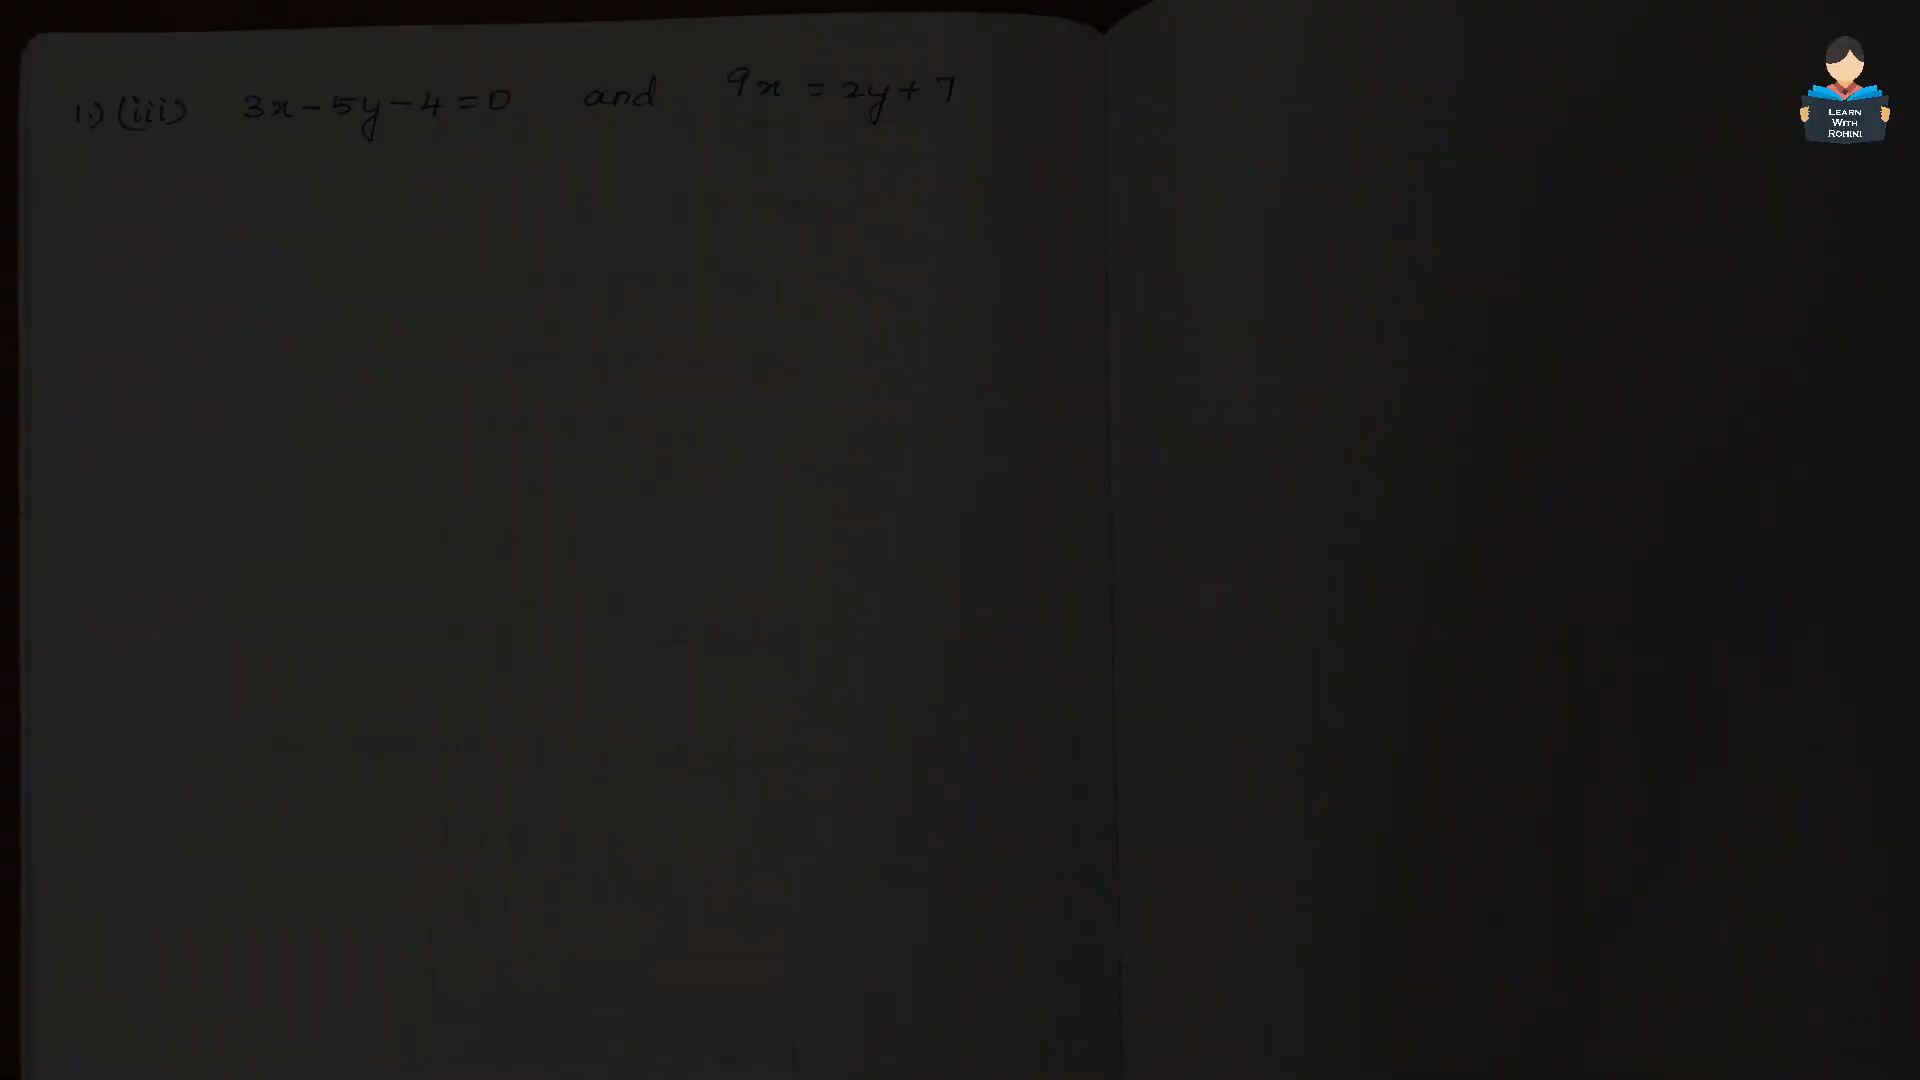 1.) (iii) 3x - 5y - 4 = 0 and 9x = 2y + 7
LEARN
WITH
ROHINI